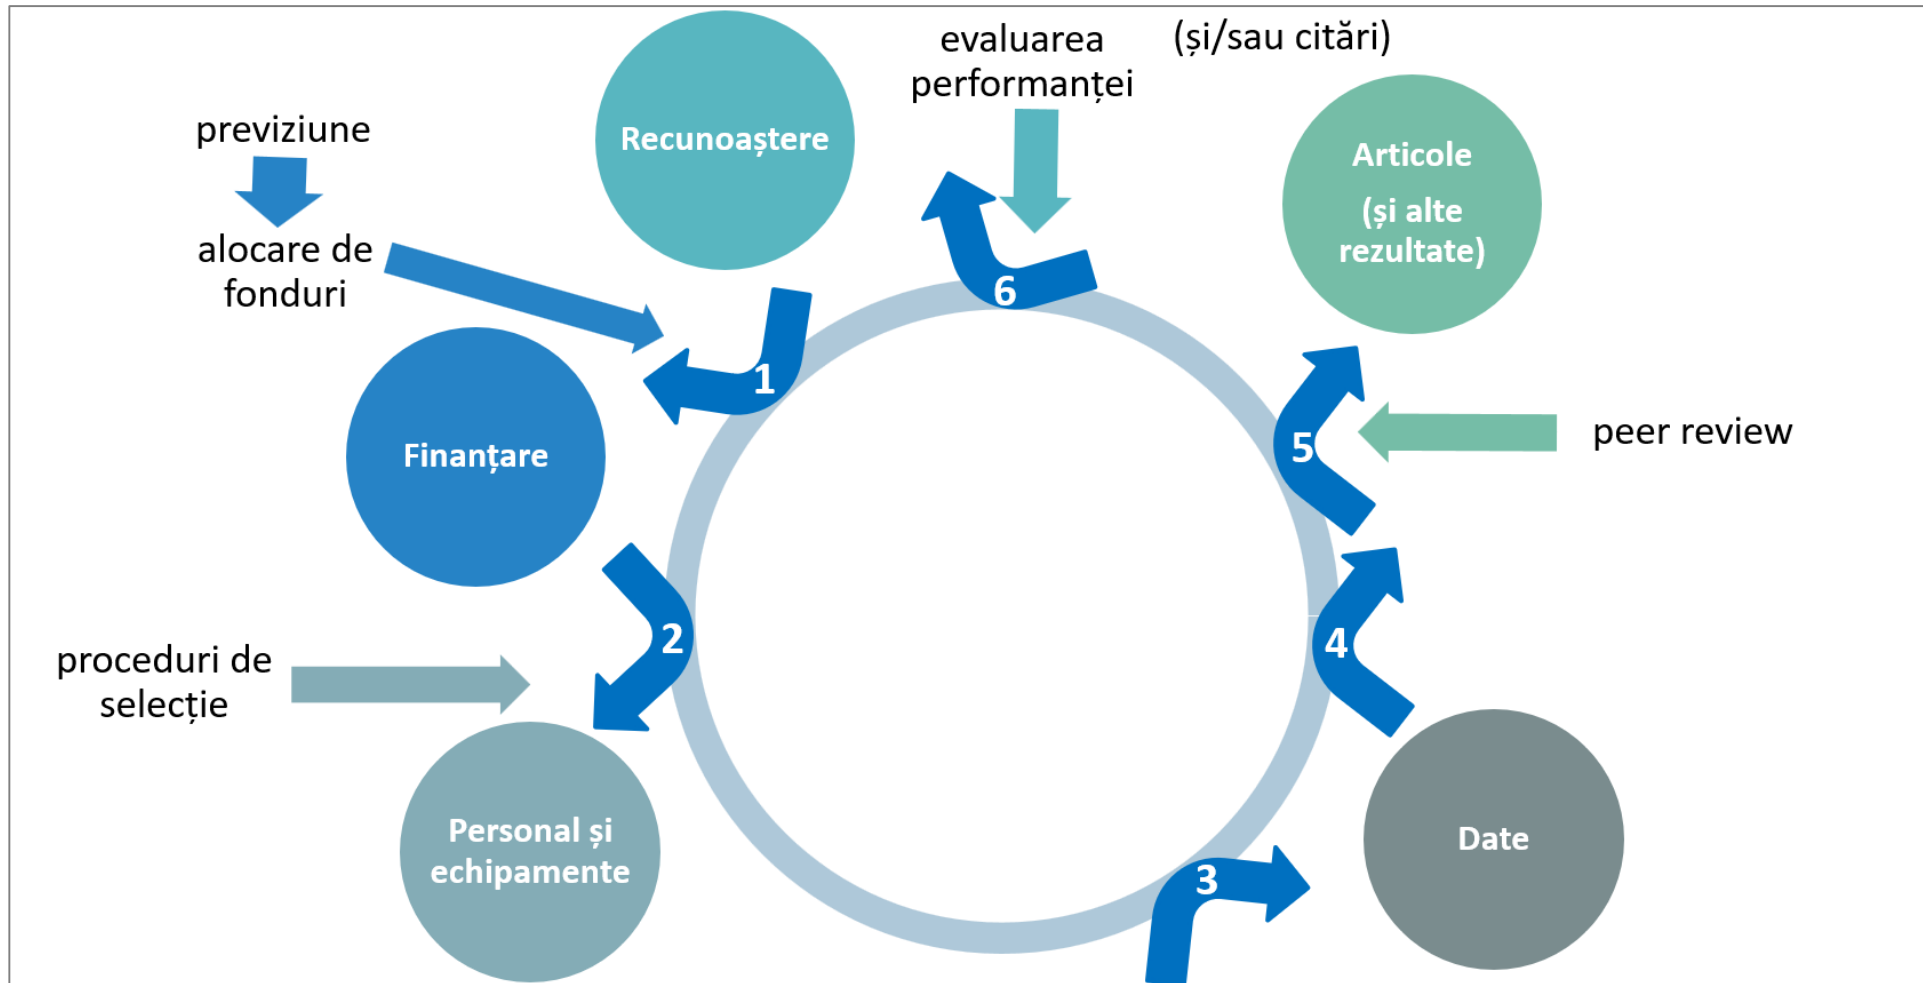 evaluarea
performanței
(și/sau citări)
previziune
Recunoaștere
Articole
(și alte
rezultate)
alocare de
fonduri
6
1
5
peer review
Finanțare
2
4
proceduri de
selecție
Personal și
echipamente
3
Date